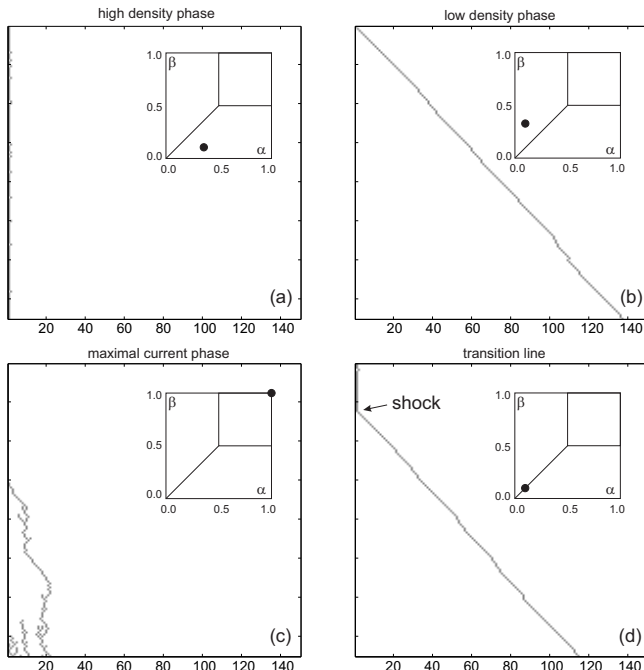 high density phase
β
1.0
0.5
0.0
α
0.0 0.5 1.0
(a)
20 40 60 80 100 120 140
low density phase
β
1.0
0.5
0.0
α
0.0 0.5 1.0
(b)
20 40 60 80 100 120 140
maximal current phase
β
1.0
0.5
0.0
α
0.0 0.5 1.0
(c)
20 40 60 80 100 120 140
transition line
shock
β
1.0
0.5
0.0
α
0.0 0.5 1.0
(d)
20 40 60 80 100 120 140